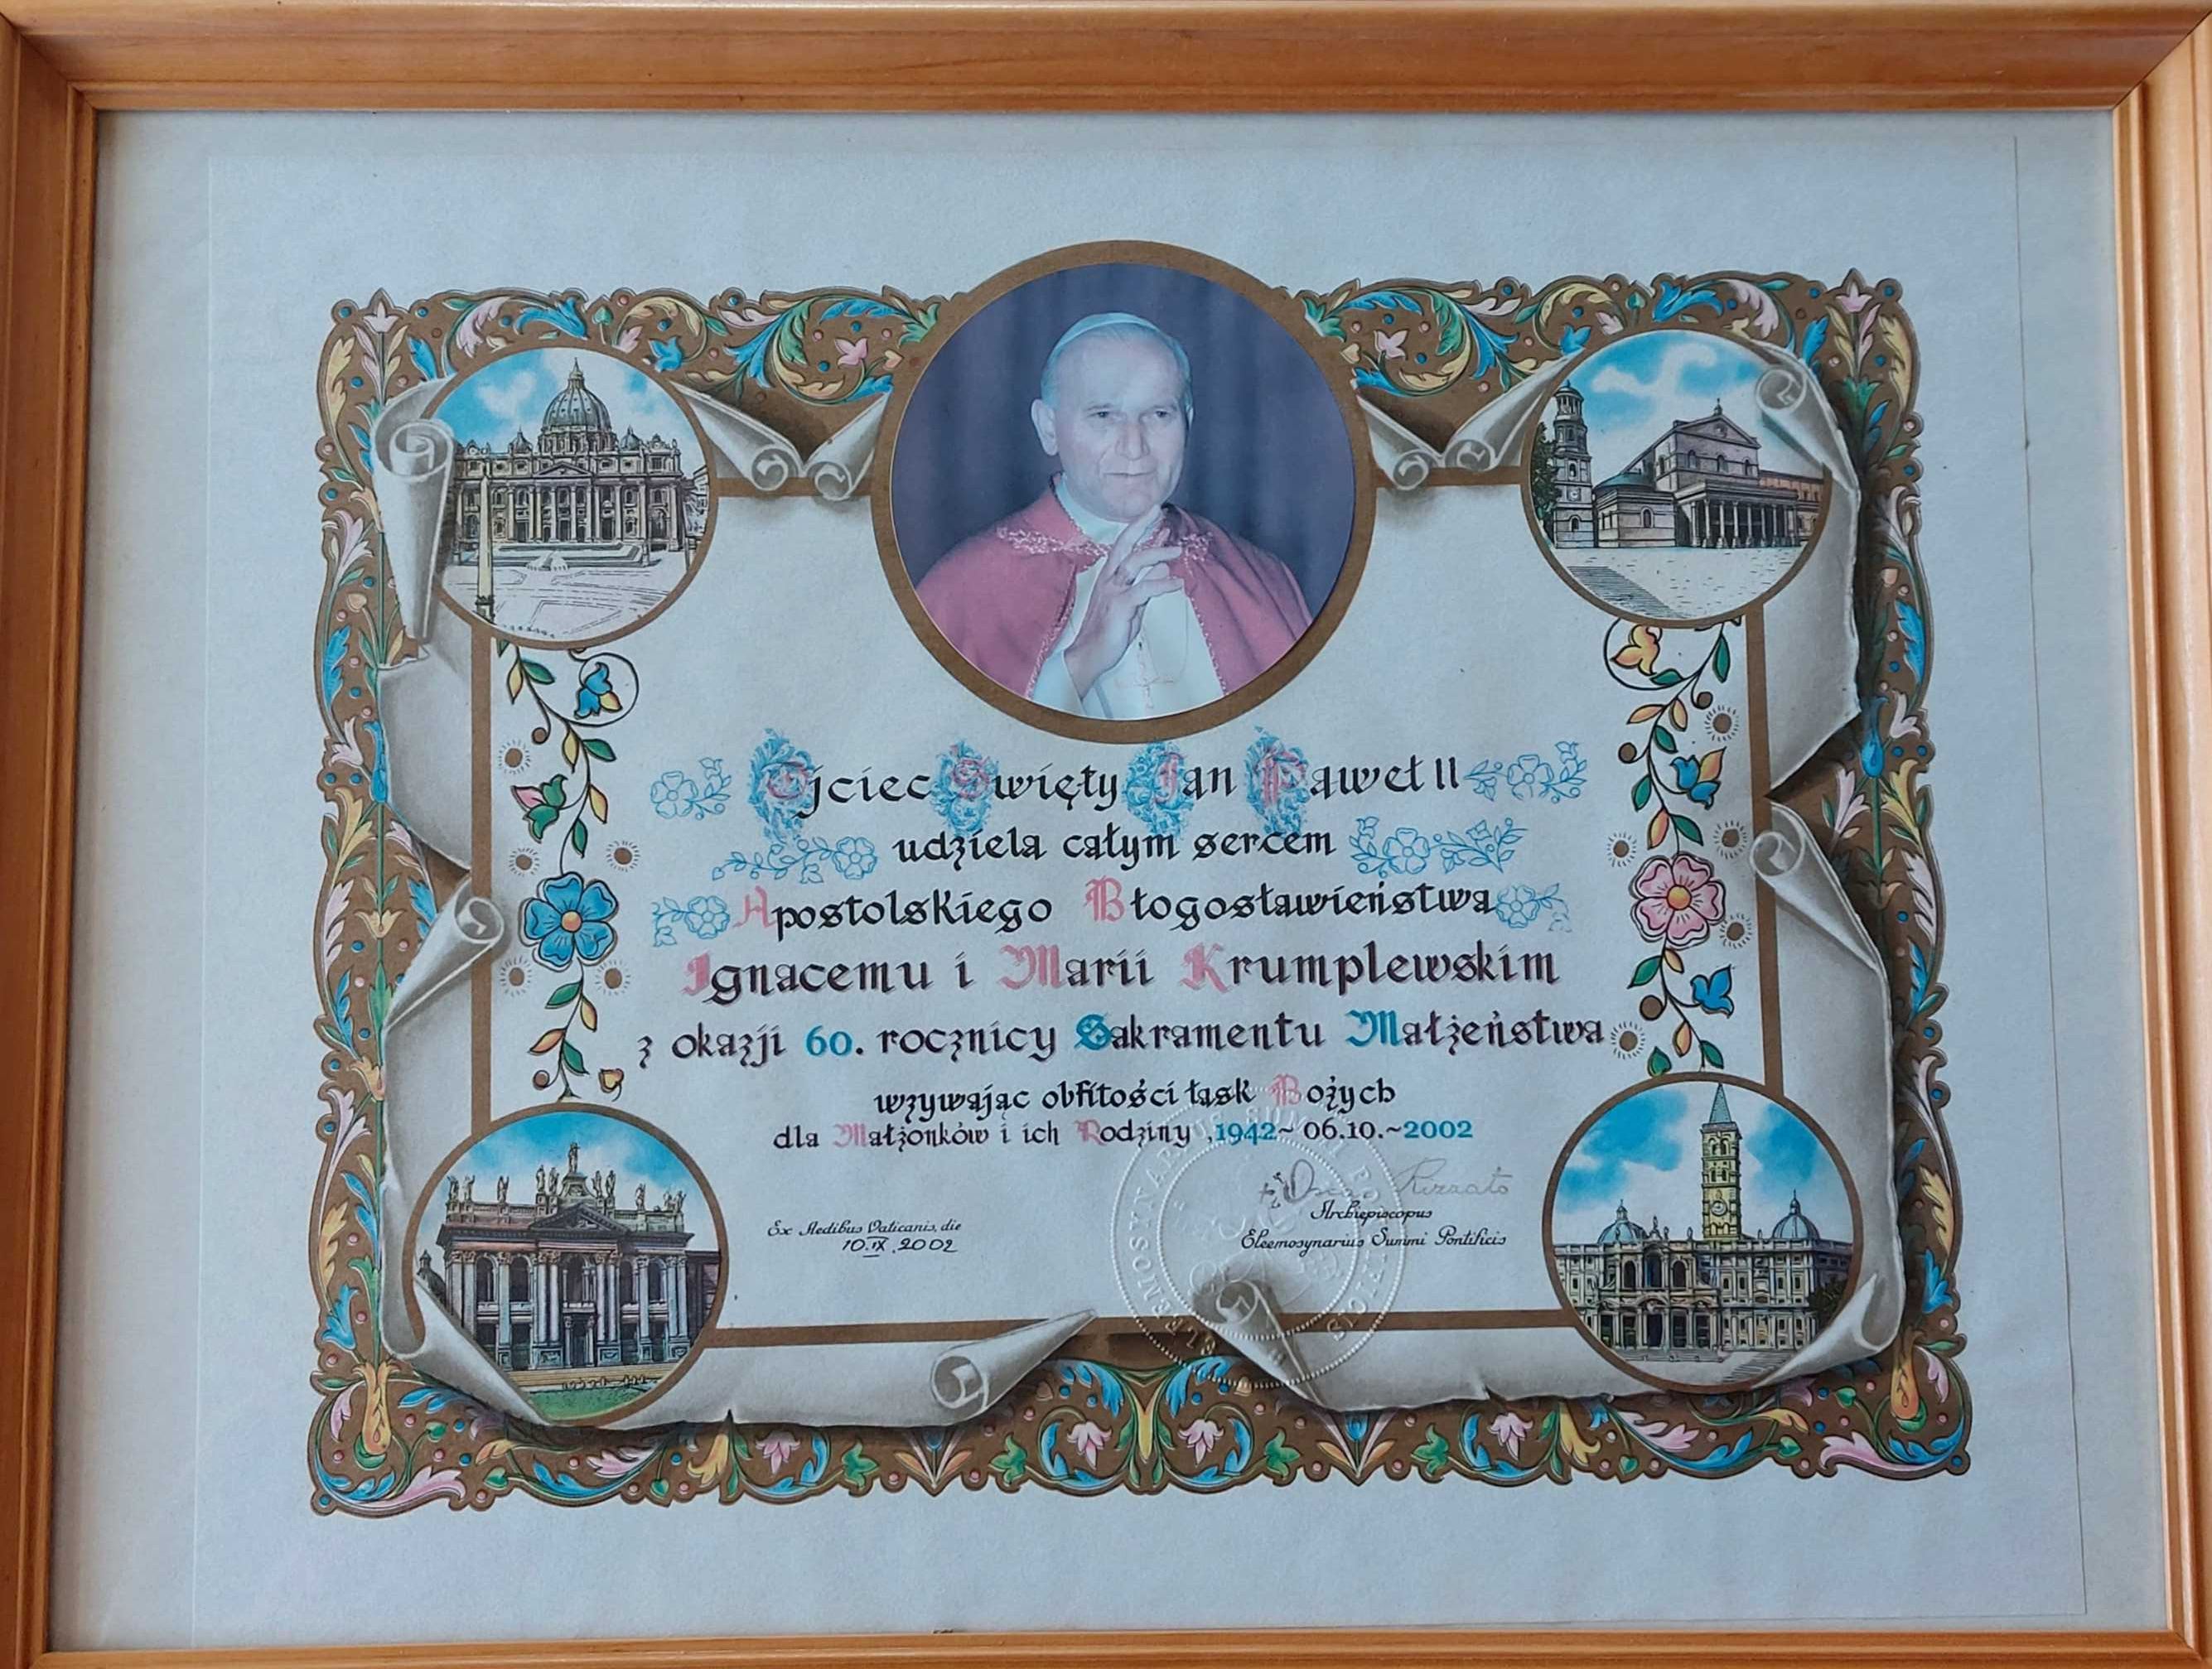 Ojciec Święty Jan Paweł II
udziela całym sercem
Apostolskiego Błogosławieństwa
Ignacemu i Marii Krumplewskim
z okazji 60. rocznicy Sakramentu Małżeństwa
wzywając obfitości łask Bożych
dla Małżonków i ich Rodziny, 1942~ 06.10.~2002
Ex Aedibus Vaticanis, die
10.IX.2002
+ Oscar Rizzato
Archiepiscopus
Eleemosynarius Summi Pontificis